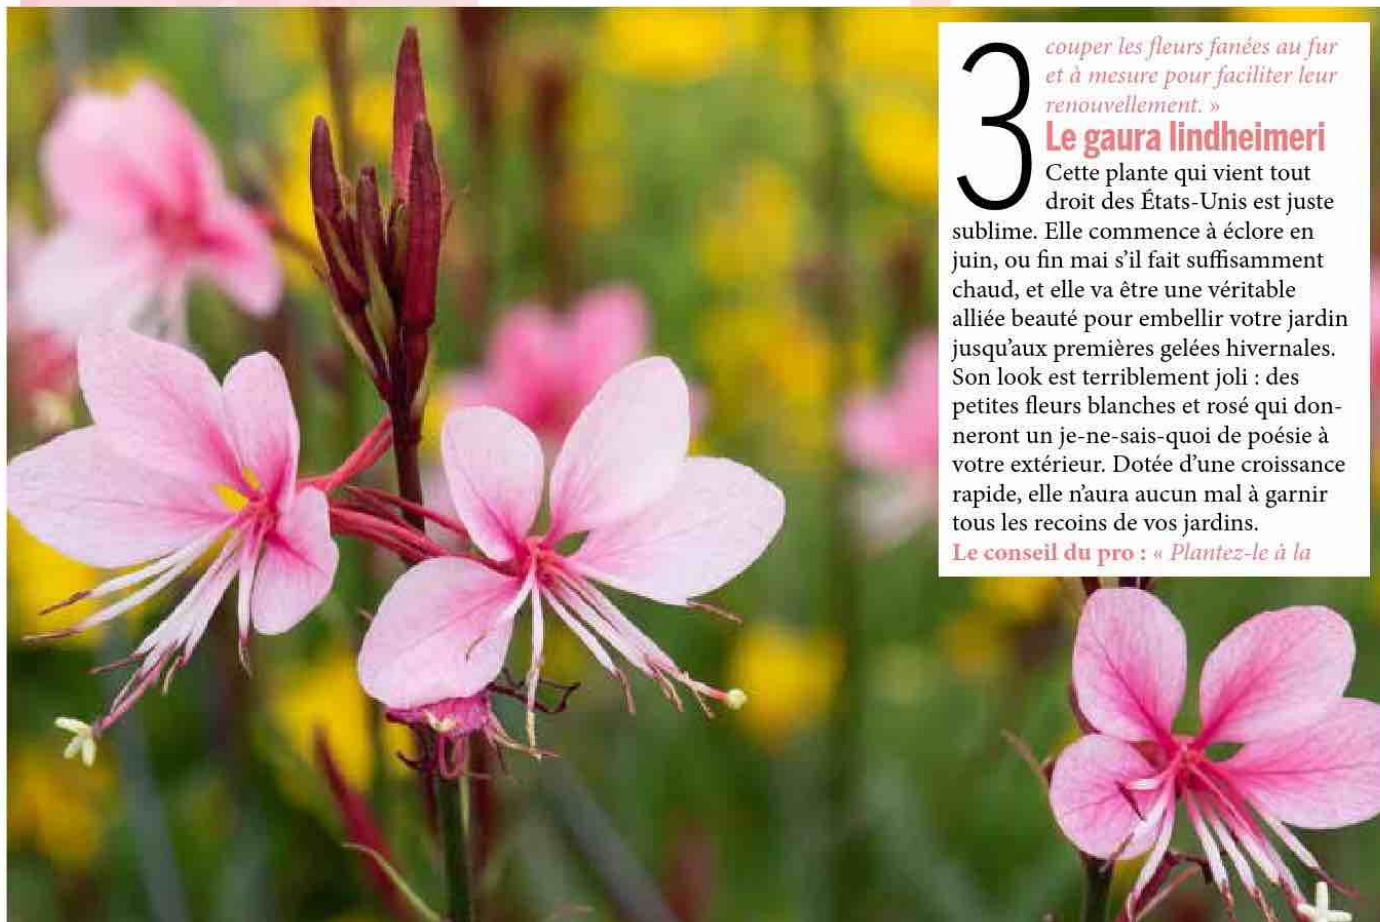 3
couper les fleurs fanées au fur
et à mesure pour faciliter leur
renouvellement. »
Le gaura lindheimeri
Cette plante qui vient tout
droit des États-Unis est juste
sublime. Elle commence à éclore en
juin, ou fin mai s’il fait suffisamment
chaud, et elle va être une véritable
alliée beauté pour embellir votre jardin
jusqu’aux premières gelées hivernales.
Son look est terriblement joli : des
petites fleurs blanches et rosé qui don-
neront un je-ne-sais-quoi de poésie à
votre extérieur. Dotée d’une croissance
rapide, elle n’aura aucun mal à garnir
tous les recoins de vos jardins.
Le conseil du pro : « Plantez-le à la